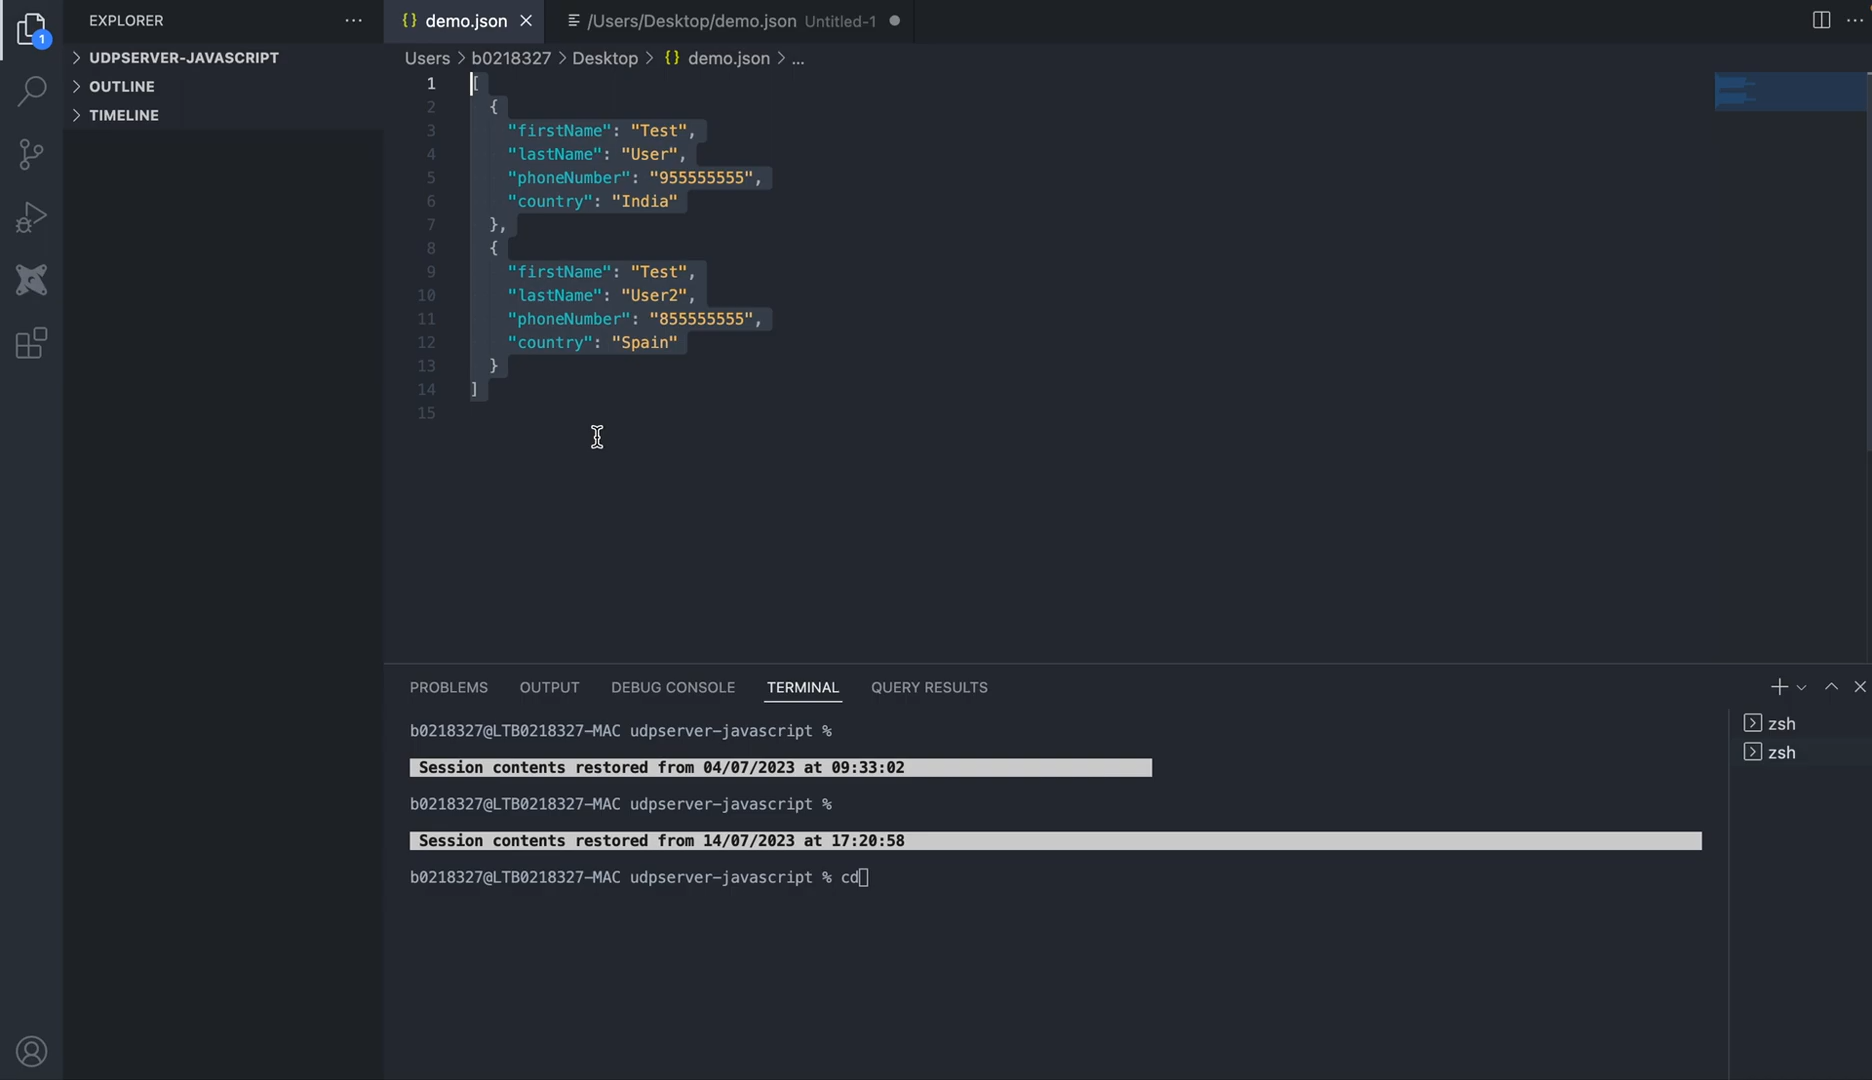 EXPLORER
1
UDPSERVER-JAVASCRIPT
OUTLINE
TIMELINE
{} demo.json
/Users/Desktop/demo.json Untitled-1
Users > b0218327 > Desktop > {} demo.json > ...
1 [
2 {
3 "firstName": "Test",
4 "lastName": "User",
5 "phoneNumber": "955555555",
6 "country": "India"
7 },
8 {
9 "firstName": "Test",
10 "lastName": "User2",
11 "phoneNumber": "855555555",
12 "country": "Spain"
13 }
14 ]
15
PROBLEMS OUTPUT DEBUG CONSOLE TERMINAL QUERY RESULTS
b0218327@LTB0218327-MAC udpserver-javascript %
Session contents restored from 04/07/2023 at 09:33:02
b0218327@LTB0218327-MAC udpserver-javascript %
Session contents restored from 14/07/2023 at 17:20:58
b0218327@LTB0218327-MAC udpserver-javascript % cd
zsh
zsh